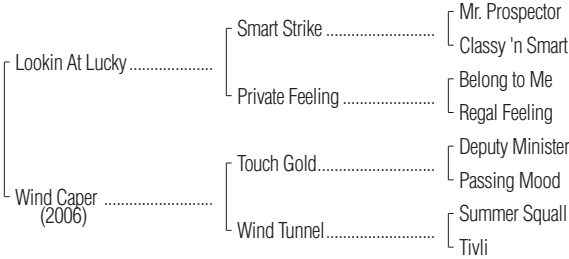 Mr. Prospector
Smart Strike ..........................
Classy 'n Smart
Lookin At Lucky ....................
Belong to Me
Private Feeling ......................
Regal Feeling
Deputy Minister
Touch Gold............................
Passing Mood
Wind Caper ..........................
(2006)
Summer Squall
Wind Tunnel..........................
Tivli